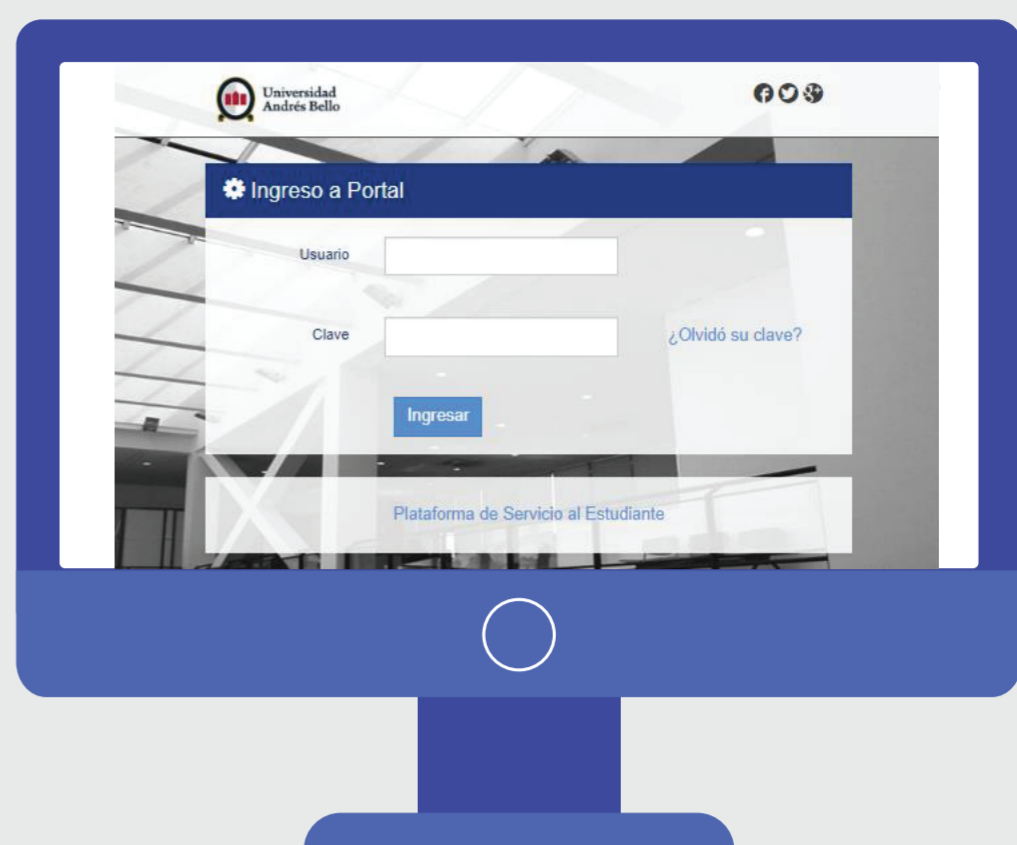 Universidad
Andrés Bello
Ingreso a Portal
Usuario
Clave
¿Olvidó su clave?
Ingresar
Plataforma de Servicio al Estudiante